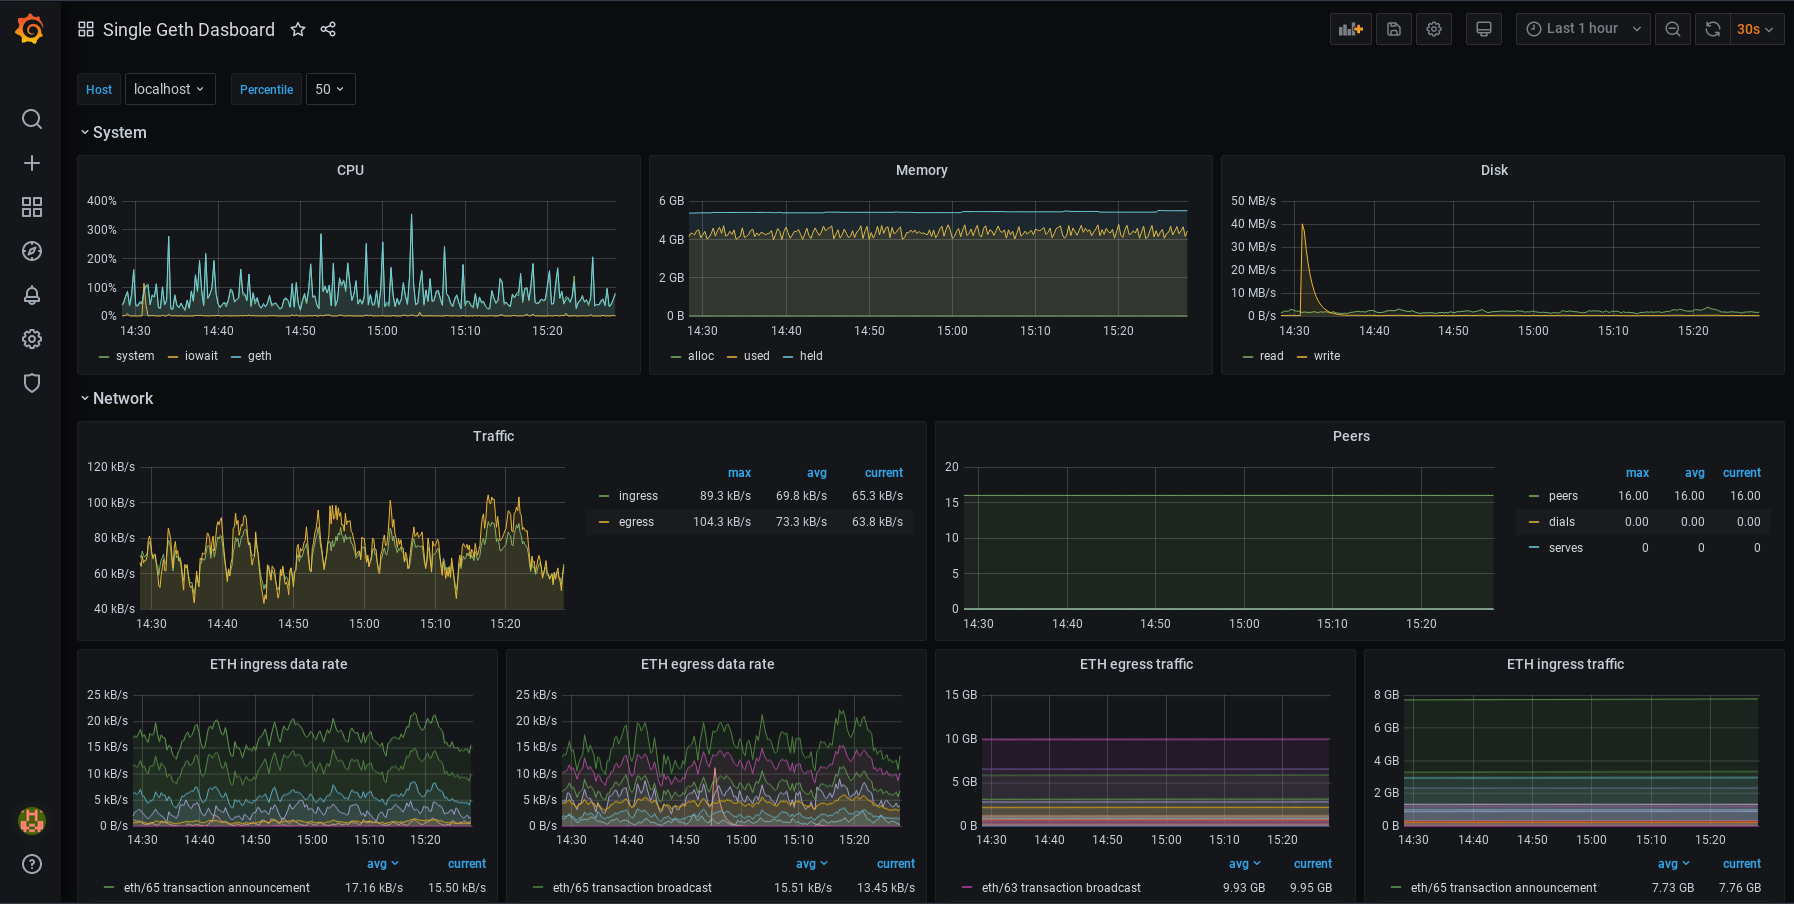 Single Geth Dasboard
Last 1 hour
30s
Host localhost Percentile 50
System
CPU
400%
300%
200%
100%
0%
14:30 14:40 14:50 15:00 15:10 15:20
system iowait geth
Memory
6 GB
4 GB
2 GB
0 B
14:30 14:40 14:50 15:00 15:10 15:20
alloc used held
Disk
50 MB/s
40 MB/s
30 MB/s
20 MB/s
10 MB/s
0 B/s
14:30 14:40 14:50 15:00 15:10 15:20
read write
Network
Traffic
120 kB/s
100 kB/s
80 kB/s
60 kB/s
40 kB/s
14:30 14:40 14:50 15:00 15:10 15:20
max avg current
ingress 89.3 kB/s 69.8 kB/s 65.3 kB/s
egress 104.3 kB/s 73.3 kB/s 63.8 kB/s
Peers
20
15
10
5
0
14:30 14:40 14:50 15:00 15:10 15:20
max avg current
peers 16.00 16.00 16.00
dials 0.00 0.00 0.00
serves 0 0 0
ETH ingress data rate
25 kB/s
20 kB/s
15 kB/s
10 kB/s
5 kB/s
0 B/s
14:30 14:40 14:50 15:00 15:10 15:20
avg current
eth/65 transaction announcement 17.16 kB/s 15.50 kB/s
ETH egress data rate
25 kB/s
20 kB/s
15 kB/s
10 kB/s
5 kB/s
0 B/s
14:30 14:40 14:50 15:00 15:10 15:20
avg current
eth/65 transaction broadcast 15.51 kB/s 13.45 kB/s
ETH egress traffic
15 GB
10 GB
5 GB
0 B
14:30 14:40 14:50 15:00 15:10 15:20
avg current
eth/63 transaction broadcast 9.93 GB 9.95 GB
ETH ingress traffic
8 GB
6 GB
4 GB
2 GB
0 B
14:30 14:40 14:50 15:00 15:10 15:20
avg current
eth/65 transaction announcement 7.73 GB 7.76 GB